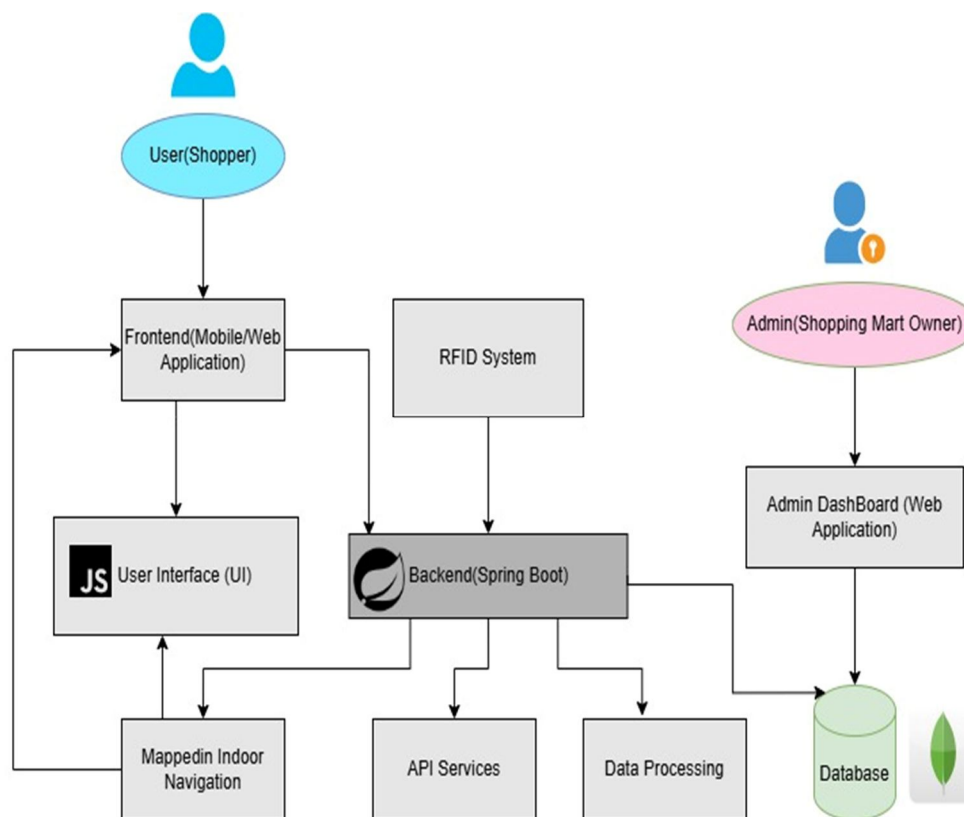 User(Shopper)
Admin(Shopping Mart Owner)
Frontend(Mobile/Web
Application)
RFID System
Admin DashBoard (Web
Application)
JS
User Interface (UI)
Backend(Spring Boot)
Mappedin Indoor
Navigation
API Services
Data Processing
Database